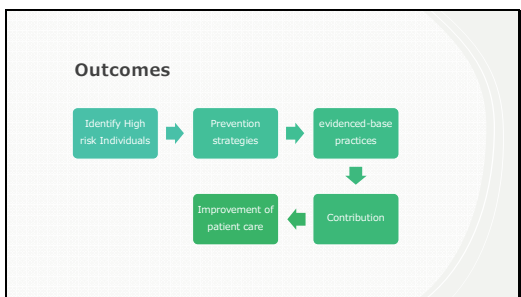 Outcomes
Identify High
risk Individuals
Prevention
strategies
evidenced-base
practices
Contribution
Improvement of
patient care